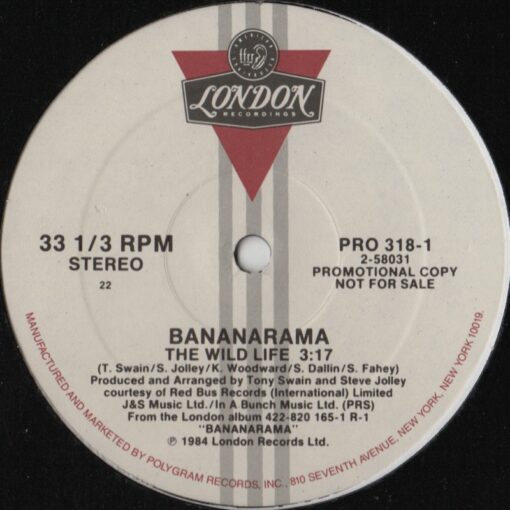 LONDON
RECORDINGS
33 1/3 RPM
STEREO
22
PRO 318-1
2-58031
PROMOTIONAL COPY
NOT FOR SALE
BANANARAMA
THE WILD LIFE 3:17
(T. Swain/S. Jolley/K. Woodward/S. Dallin/S. Fahey)
Produced and Arranged by Tony Swain and Steve Jolley
courtesy of Red Bus Records (International) Limited
J&S Music Ltd./In A Bunch Music Ltd. (PRS)
From the London album 422-820 165-1 R-1
"BANANARAMA"
℗ 1984 London Records Ltd.
MANUFACTURED AND MARKETED BY POLYGRAM RECORDS, INC., 810 SEVENTH AVENUE, NEW YORK, NEW YORK 10019.